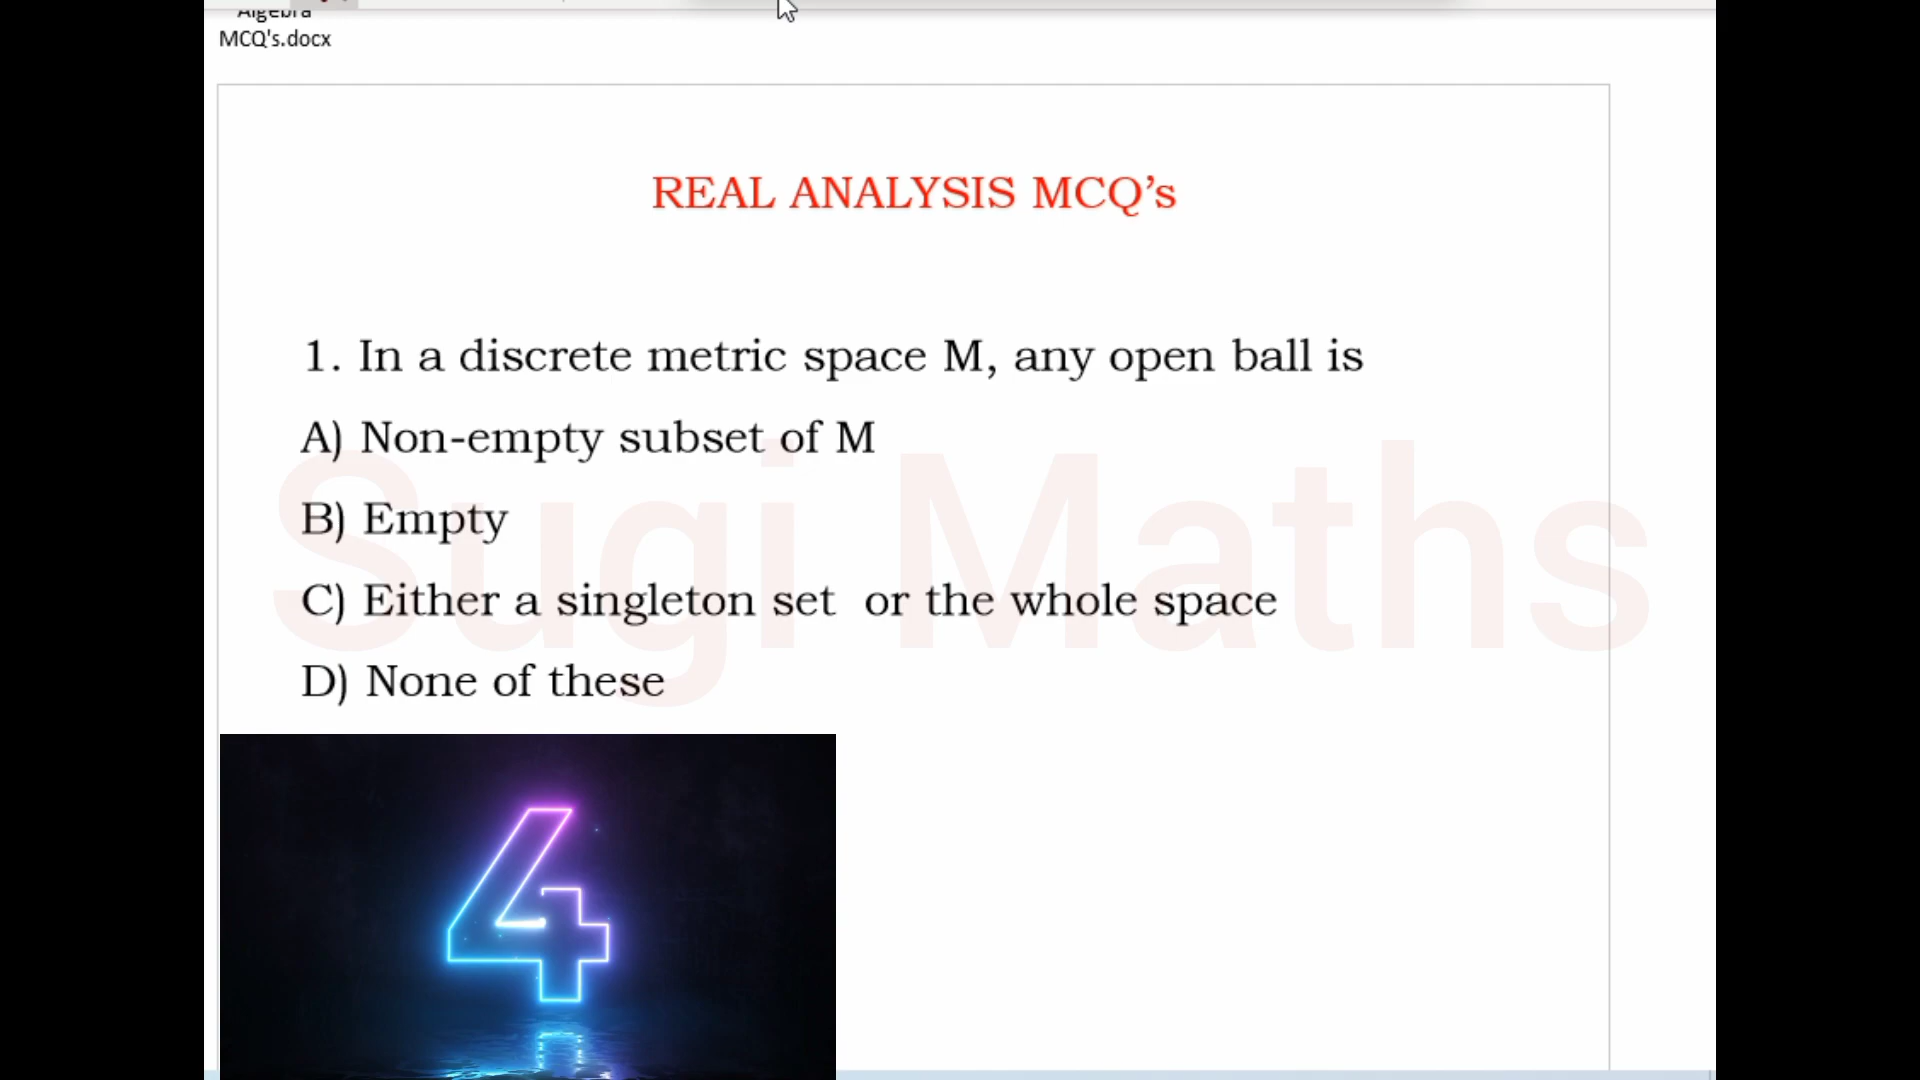 Algebra
MCQ's.docx
REAL ANALYSIS MCQ’s
1. In a discrete metric space M, any open ball is
A) Non-empty subset of M
B) Empty
C) Either a singleton set or the whole space
D) None of these
Sugi Maths
4